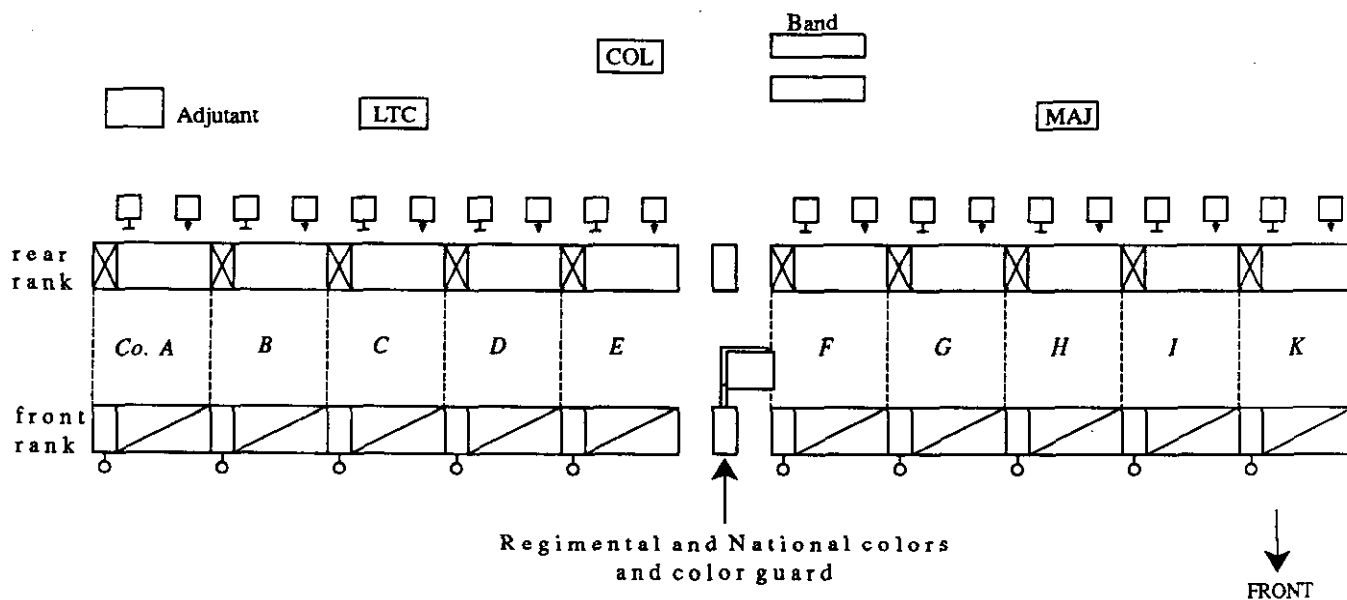 Band
COL
Adjutant
LTC
MAJ
rear
rank
Co. A B C D E F G H I K
front
rank
Regimental and National colors
and color guard
FRONT